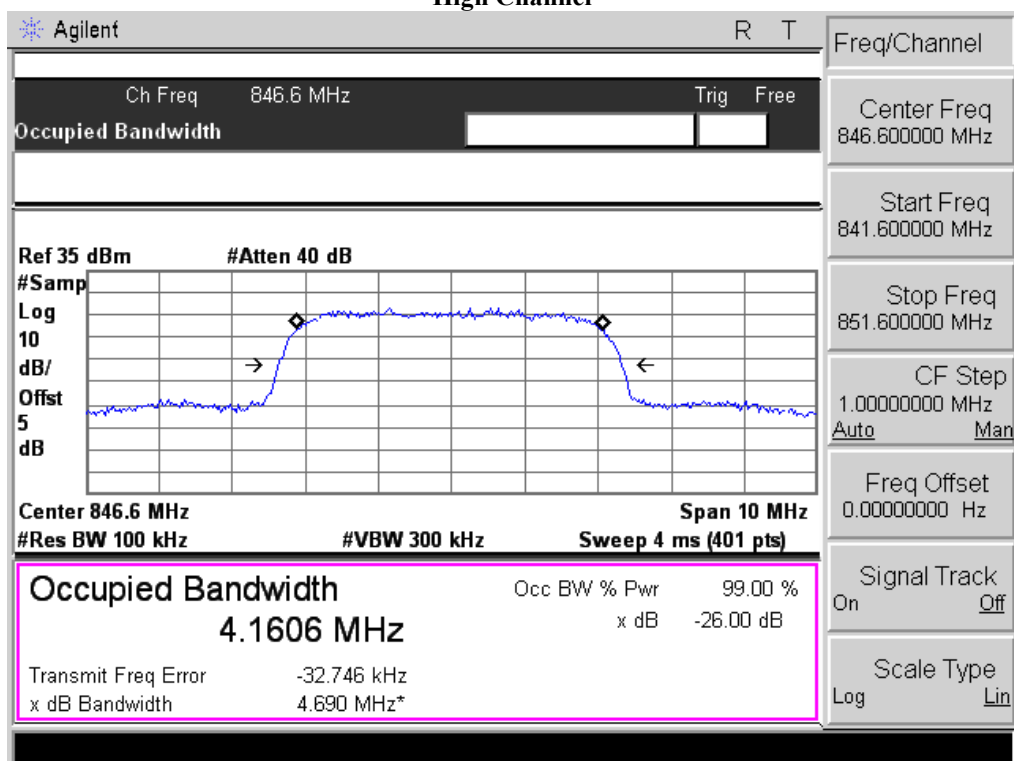 High Channel
Agilent R T
Ch Freq 846.6 MHz Trig Free
Occupied Bandwidth
Ref 35 dBm #Atten 40 dB
#Samp
Log
10
dB/
Offst
5
dB
Center 846.6 MHz Span 10 MHz
#Res BW 100 kHz #VBW 300 kHz Sweep 4 ms (401 pts)
Occupied Bandwidth
4.1606 MHz
Occ BW % Pwr 99.00 %
x dB -26.00 dB
Transmit Freq Error -32.746 kHz
x dB Bandwidth 4.690 MHz*
Freq/Channel
Center Freq
846.600000 MHz
Start Freq
841.600000 MHz
Stop Freq
851.600000 MHz
CF Step
1.00000000 MHz
Auto Man
Freq Offset
0.00000000 Hz
Signal Track
On Off
Scale Type
Log Lin